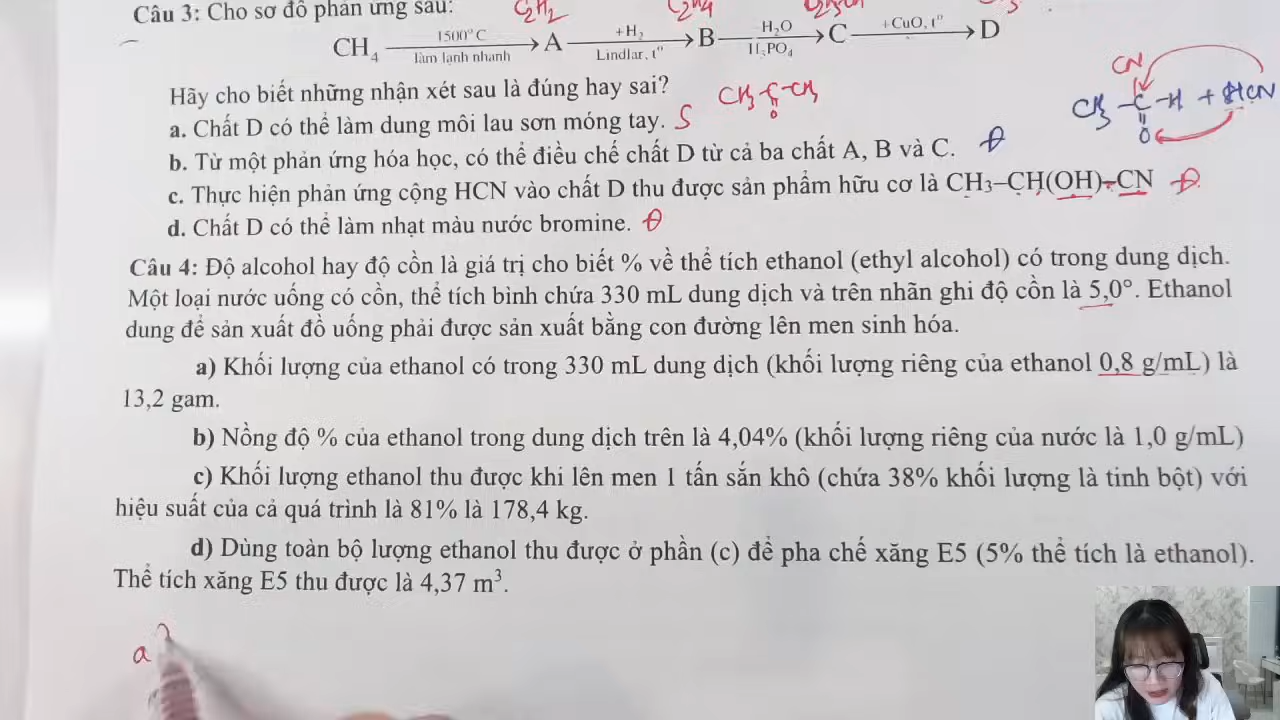 Câu 3: Cho sơ đồ phản ứng sau:
C₂H₂ C₂H₄
CH₄ 1500°C làm lạnh nhanh → A +H₂ Lindlar, t° → B H₂O H₃PO₄ → C +CuO, t° → D
Hãy cho biết những nhận xét sau là đúng hay sai?
CH₃-C-CH₃
O
CN
CH₃-C-H + HCN
O
a. Chất D có thể làm dung môi lau sơn móng tay. S
b. Từ một phản ứng hóa học, có thể điều chế chất D từ cả ba chất A, B và C. Đ
c. Thực hiện phản ứng cộng HCN vào chất D thu được sản phẩm hữu cơ là CH₃–CH(OH)–CN Đ
d. Chất D có thể làm nhạt màu nước bromine. Đ
Câu 4: Độ alcohol hay độ cồn là giá trị cho biết % về thể tích ethanol (ethyl alcohol) có trong dung dịch.
Một loại nước uống có cồn, thể tích bình chứa 330 mL dung dịch và trên nhãn ghi độ cồn là 5,0°. Ethanol
dung để sản xuất đồ uống phải được sản xuất bằng con đường lên men sinh hóa.
a) Khối lượng của ethanol có trong 330 mL dung dịch (khối lượng riêng của ethanol 0,8 g/mL) là
13,2 gam.
b) Nồng độ % của ethanol trong dung dịch trên là 4,04% (khối lượng riêng của nước là 1,0 g/mL)
c) Khối lượng ethanol thu được khi lên men 1 tấn sắn khô (chứa 38% khối lượng là tinh bột) với
hiệu suất của cả quá trình là 81% là 178,4 kg.
d) Dùng toàn bộ lượng ethanol thu được ở phần (c) để pha chế xăng E5 (5% thể tích là ethanol).
Thể tích xăng E5 thu được là 4,37 m³.
a